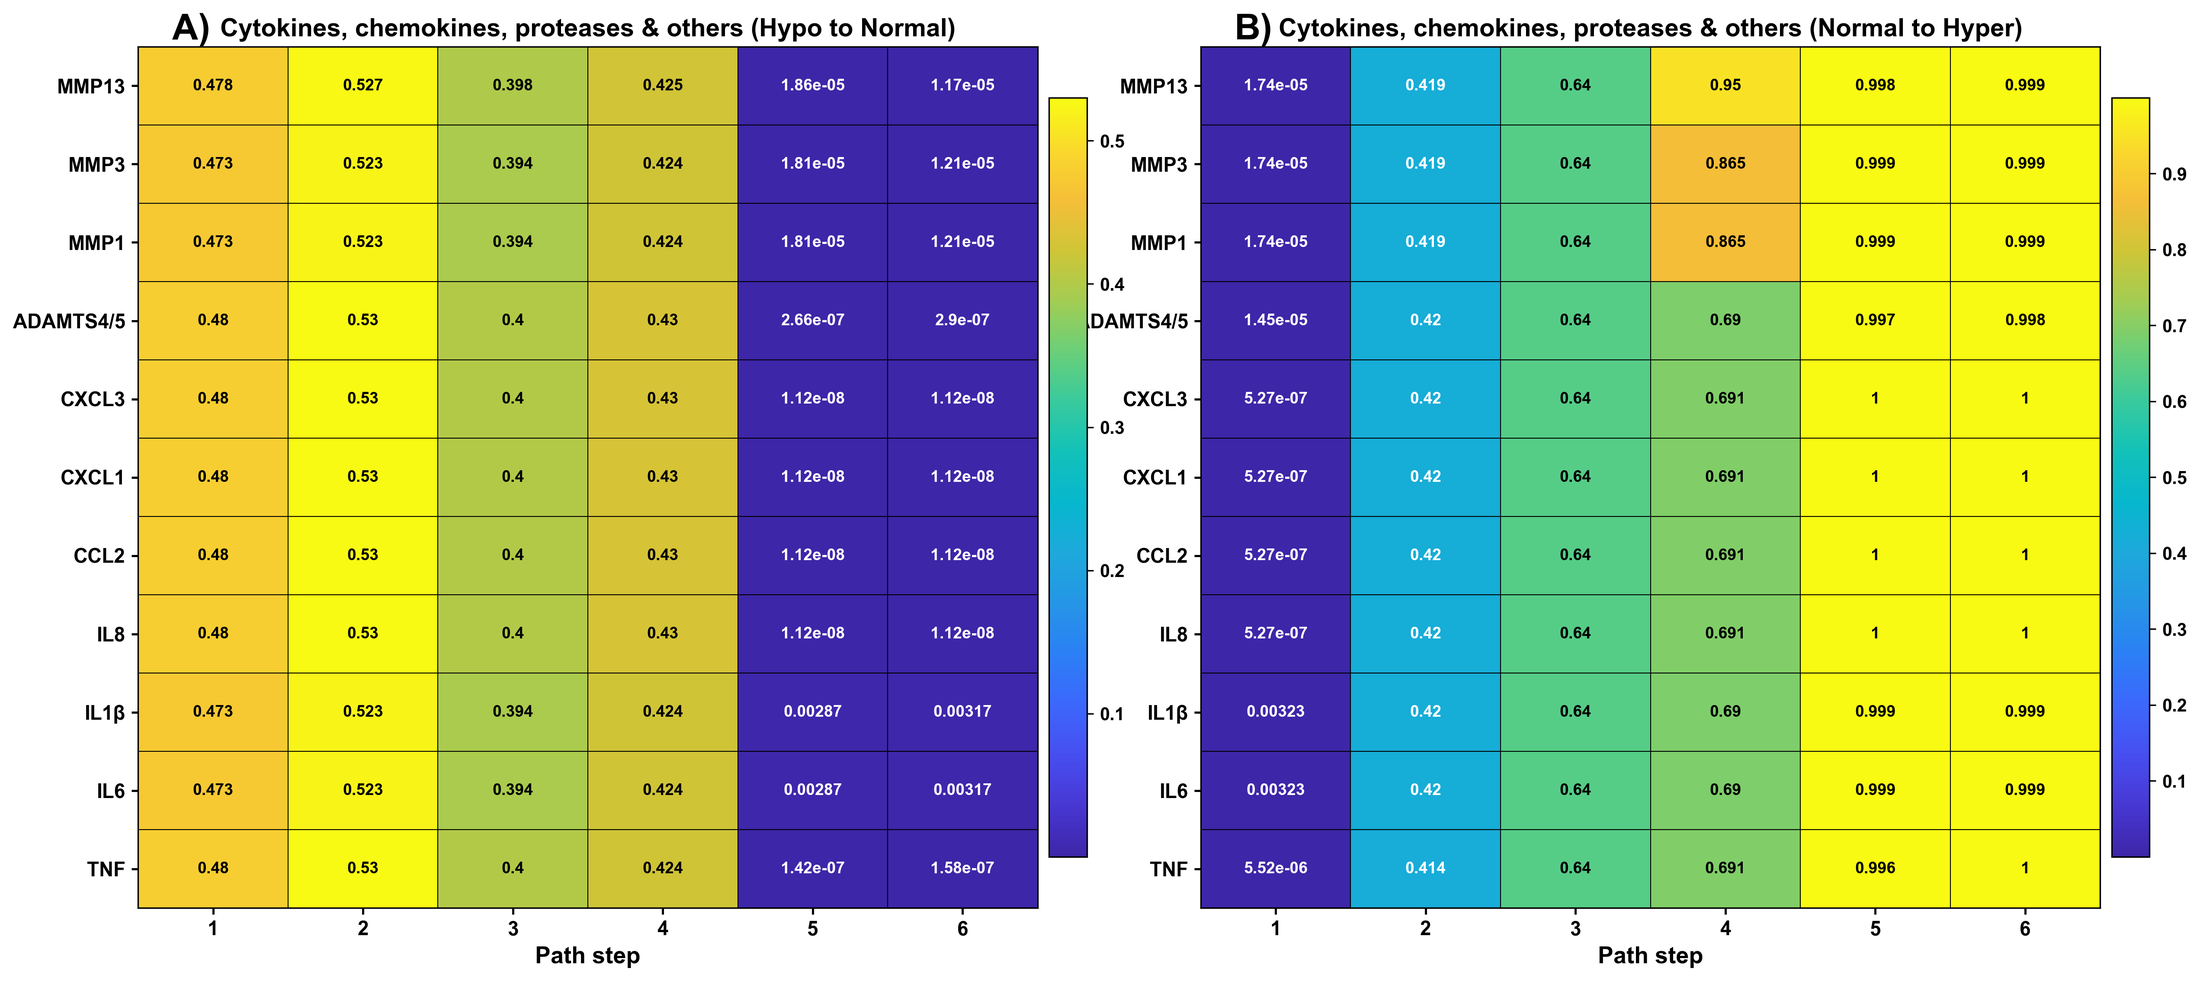 A) Cytokines, chemokines, proteases & others (Hypo to Normal)
MMP13 0.478 0.527 0.398 0.425 1.86e-05 1.17e-05
MMP3 0.473 0.523 0.394 0.424 1.81e-05 1.21e-05
MMP1 0.473 0.523 0.394 0.424 1.81e-05 1.21e-05
ADAMTS4/5 0.48 0.53 0.4 0.43 2.66e-07 2.9e-07
CXCL3 0.48 0.53 0.4 0.43 1.12e-08 1.12e-08
CXCL1 0.48 0.53 0.4 0.43 1.12e-08 1.12e-08
CCL2 0.48 0.53 0.4 0.43 1.12e-08 1.12e-08
IL8 0.48 0.53 0.4 0.43 1.12e-08 1.12e-08
IL1β 0.473 0.523 0.394 0.424 0.00287 0.00317
IL6 0.473 0.523 0.394 0.424 0.00287 0.00317
TNF 0.48 0.53 0.4 0.424 1.42e-07 1.58e-07
1 2 3 4 5 6
Path step
0.5
0.4
0.3
0.2
0.1
B) Cytokines, chemokines, proteases & others (Normal to Hyper)
MMP13 1.74e-05 0.419 0.64 0.95 0.998 0.999
MMP3 1.74e-05 0.419 0.64 0.865 0.999 0.999
MMP1 1.74e-05 0.419 0.64 0.865 0.999 0.999
ADAMTS4/5 1.45e-05 0.42 0.64 0.69 0.997 0.998
CXCL3 5.27e-07 0.42 0.64 0.691 1 1
CXCL1 5.27e-07 0.42 0.64 0.691 1 1
CCL2 5.27e-07 0.42 0.64 0.691 1 1
IL8 5.27e-07 0.42 0.64 0.691 1 1
IL1β 0.00323 0.42 0.64 0.69 0.999 0.999
IL6 0.00323 0.42 0.64 0.69 0.999 0.999
TNF 5.52e-06 0.414 0.64 0.691 0.996 1
1 2 3 4 5 6
Path step
0.9
0.8
0.7
0.6
0.5
0.4
0.3
0.2
0.1